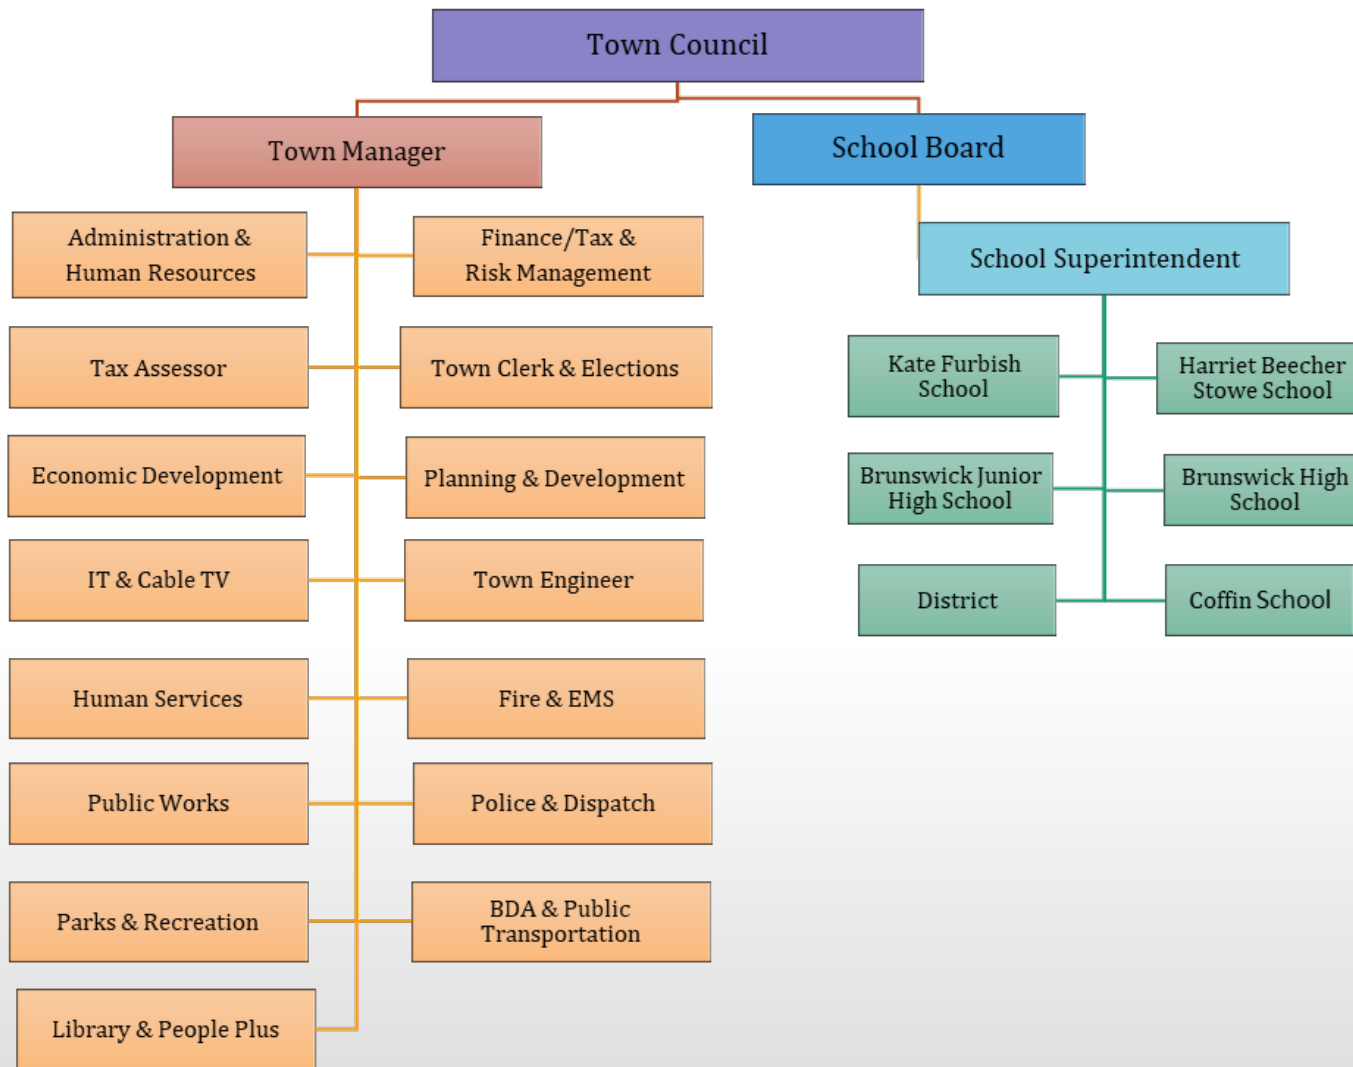 Town Council
Town Manager
School Board
Administration &
Human Resources
Finance/Tax &
Risk Management
School Superintendent
Tax Assessor
Town Clerk & Elections
Kate Furbish
School
Harriet Beecher
Stowe School
Economic Development
Planning & Development
Brunswick Junior
High School
Brunswick High
School
IT & Cable TV
Town Engineer
District
Coffin School
Human Services
Fire & EMS
Public Works
Police & Dispatch
Parks & Recreation
BDA & Public
Transportation
Library & People Plus